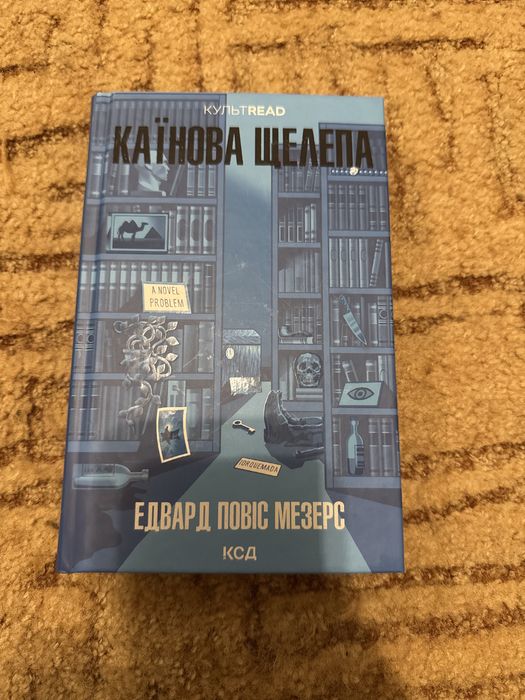 КУЛЬТREAD
КАЇНОВА ЩЕЛЕПА
A NOVEL
PROBLEM
TORQUEMADA
ЕДВАРД ПОВІС МЕЗЕРС
КСД